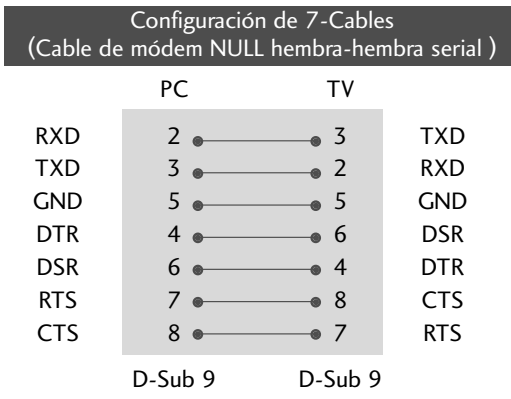 Configuración de 7-Cables
(Cable de módem NULL hembra-hembra serial )
PC TV
RXD 2 3 TXD
TXD 3 2 RXD
GND 5 5 GND
DTR 4 6 DSR
DSR 6 4 DTR
RTS 7 8 CTS
CTS 8 7 RTS
D-Sub 9 D-Sub 9